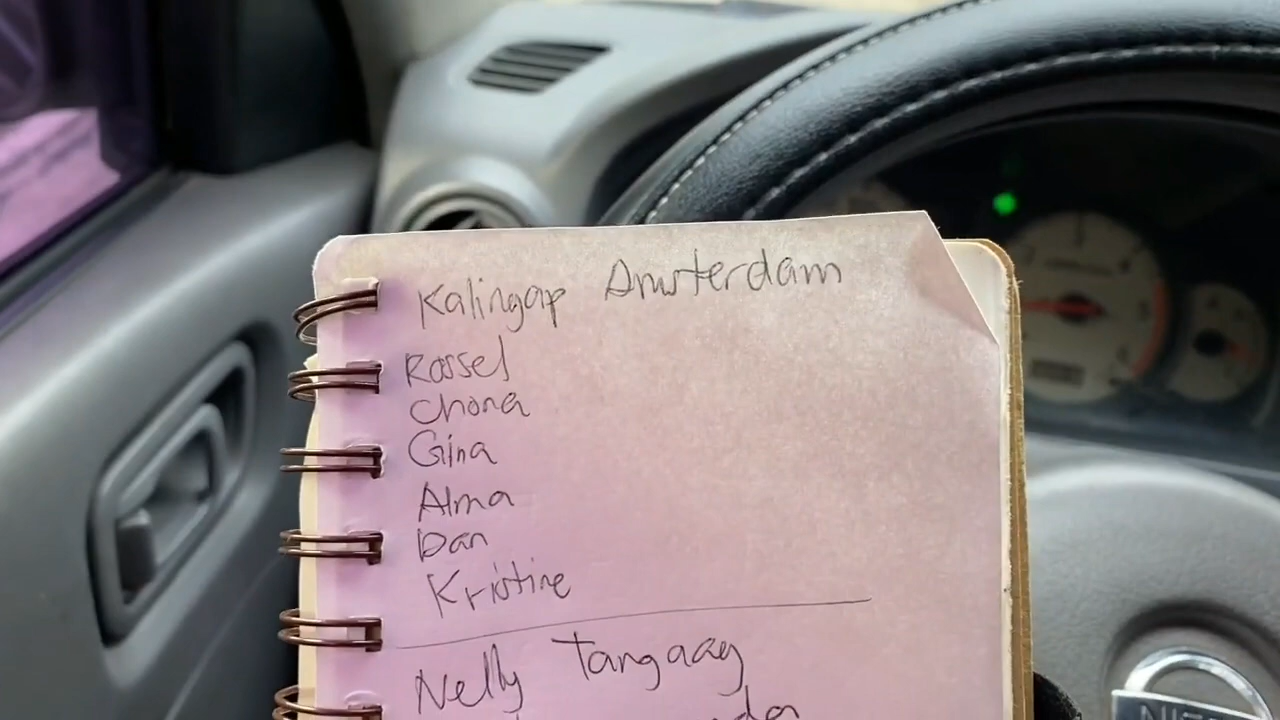 Kalingap Amsterdam
Rossel
Chona
Gina
Alma
Dan
Kristine
Nelly Tangaay